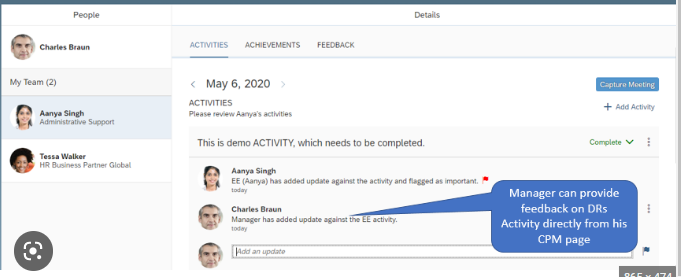 People
Details
Charles Braun
My Team (2)
Aanya Singh
Administrative Support
Tessa Walker
HR Business Partner Global
ACTIVITIES ACHIEVEMENTS FEEDBACK
< May 6, 2020 >
Capture Meeting
ACTIVITIES
Please review Aanya's activities
+ Add Activity
This is demo ACTIVITY, which needs to be completed.
Complete
Aanya Singh
EE (Aanya) has added update against the activity and flagged as important.
today
Charles Braun
Manager has added update against the EE activity.
today
Add an update
Manager can provide
feedback on DRs
Activity directly from his
CPM page
865 x 474